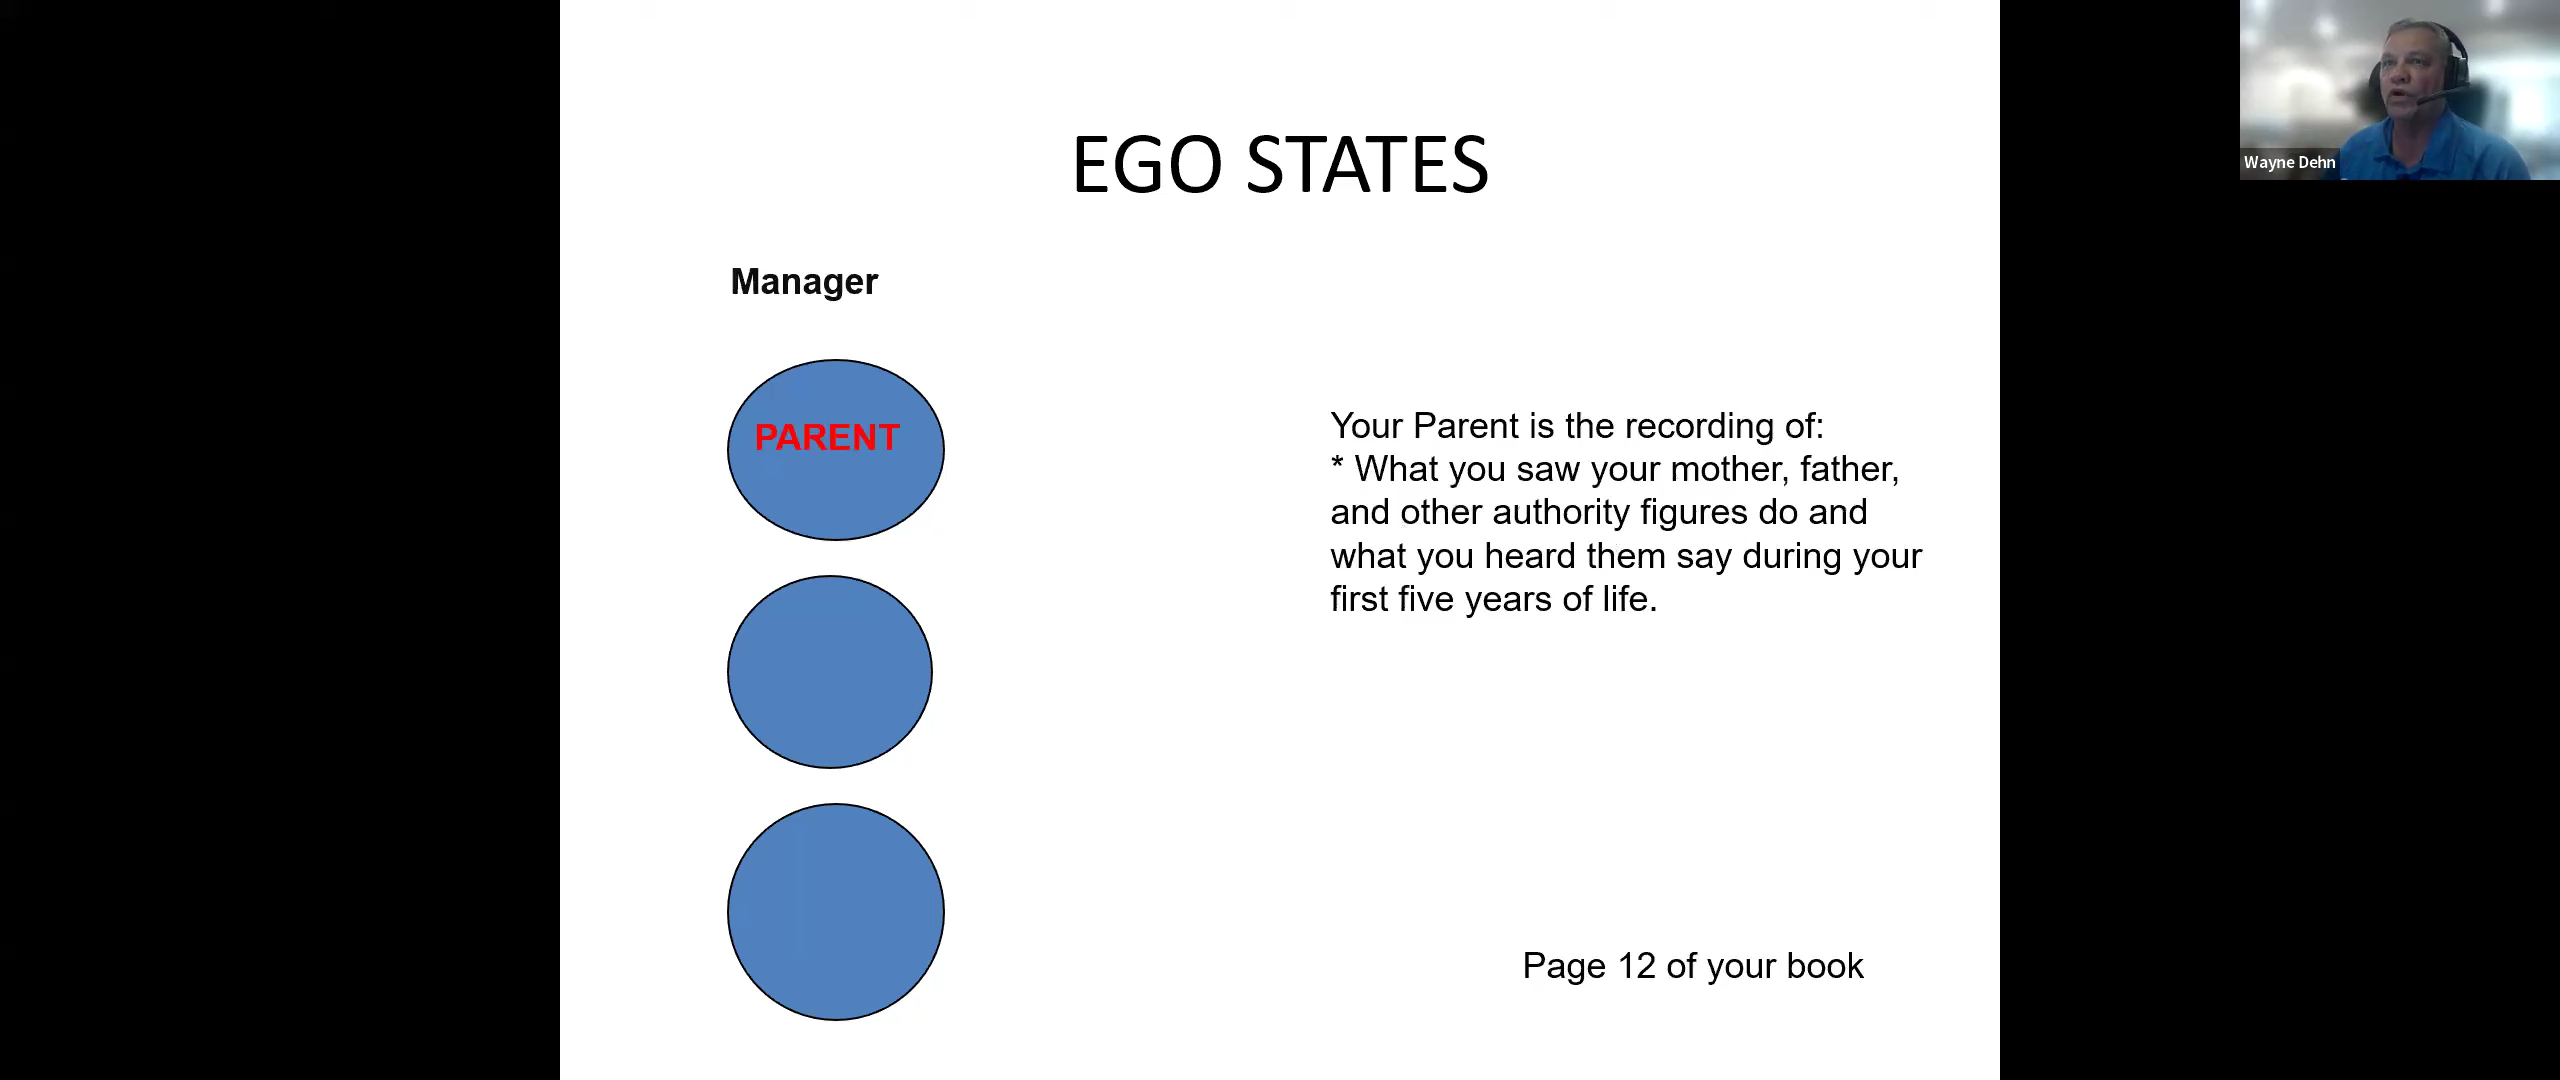 EGO STATES
Manager
PARENT
Your Parent is the recording of:
* What you saw your mother, father,
and other authority figures do and
what you heard them say during your
first five years of life.
Page 12 of your book
Wayne Dehn